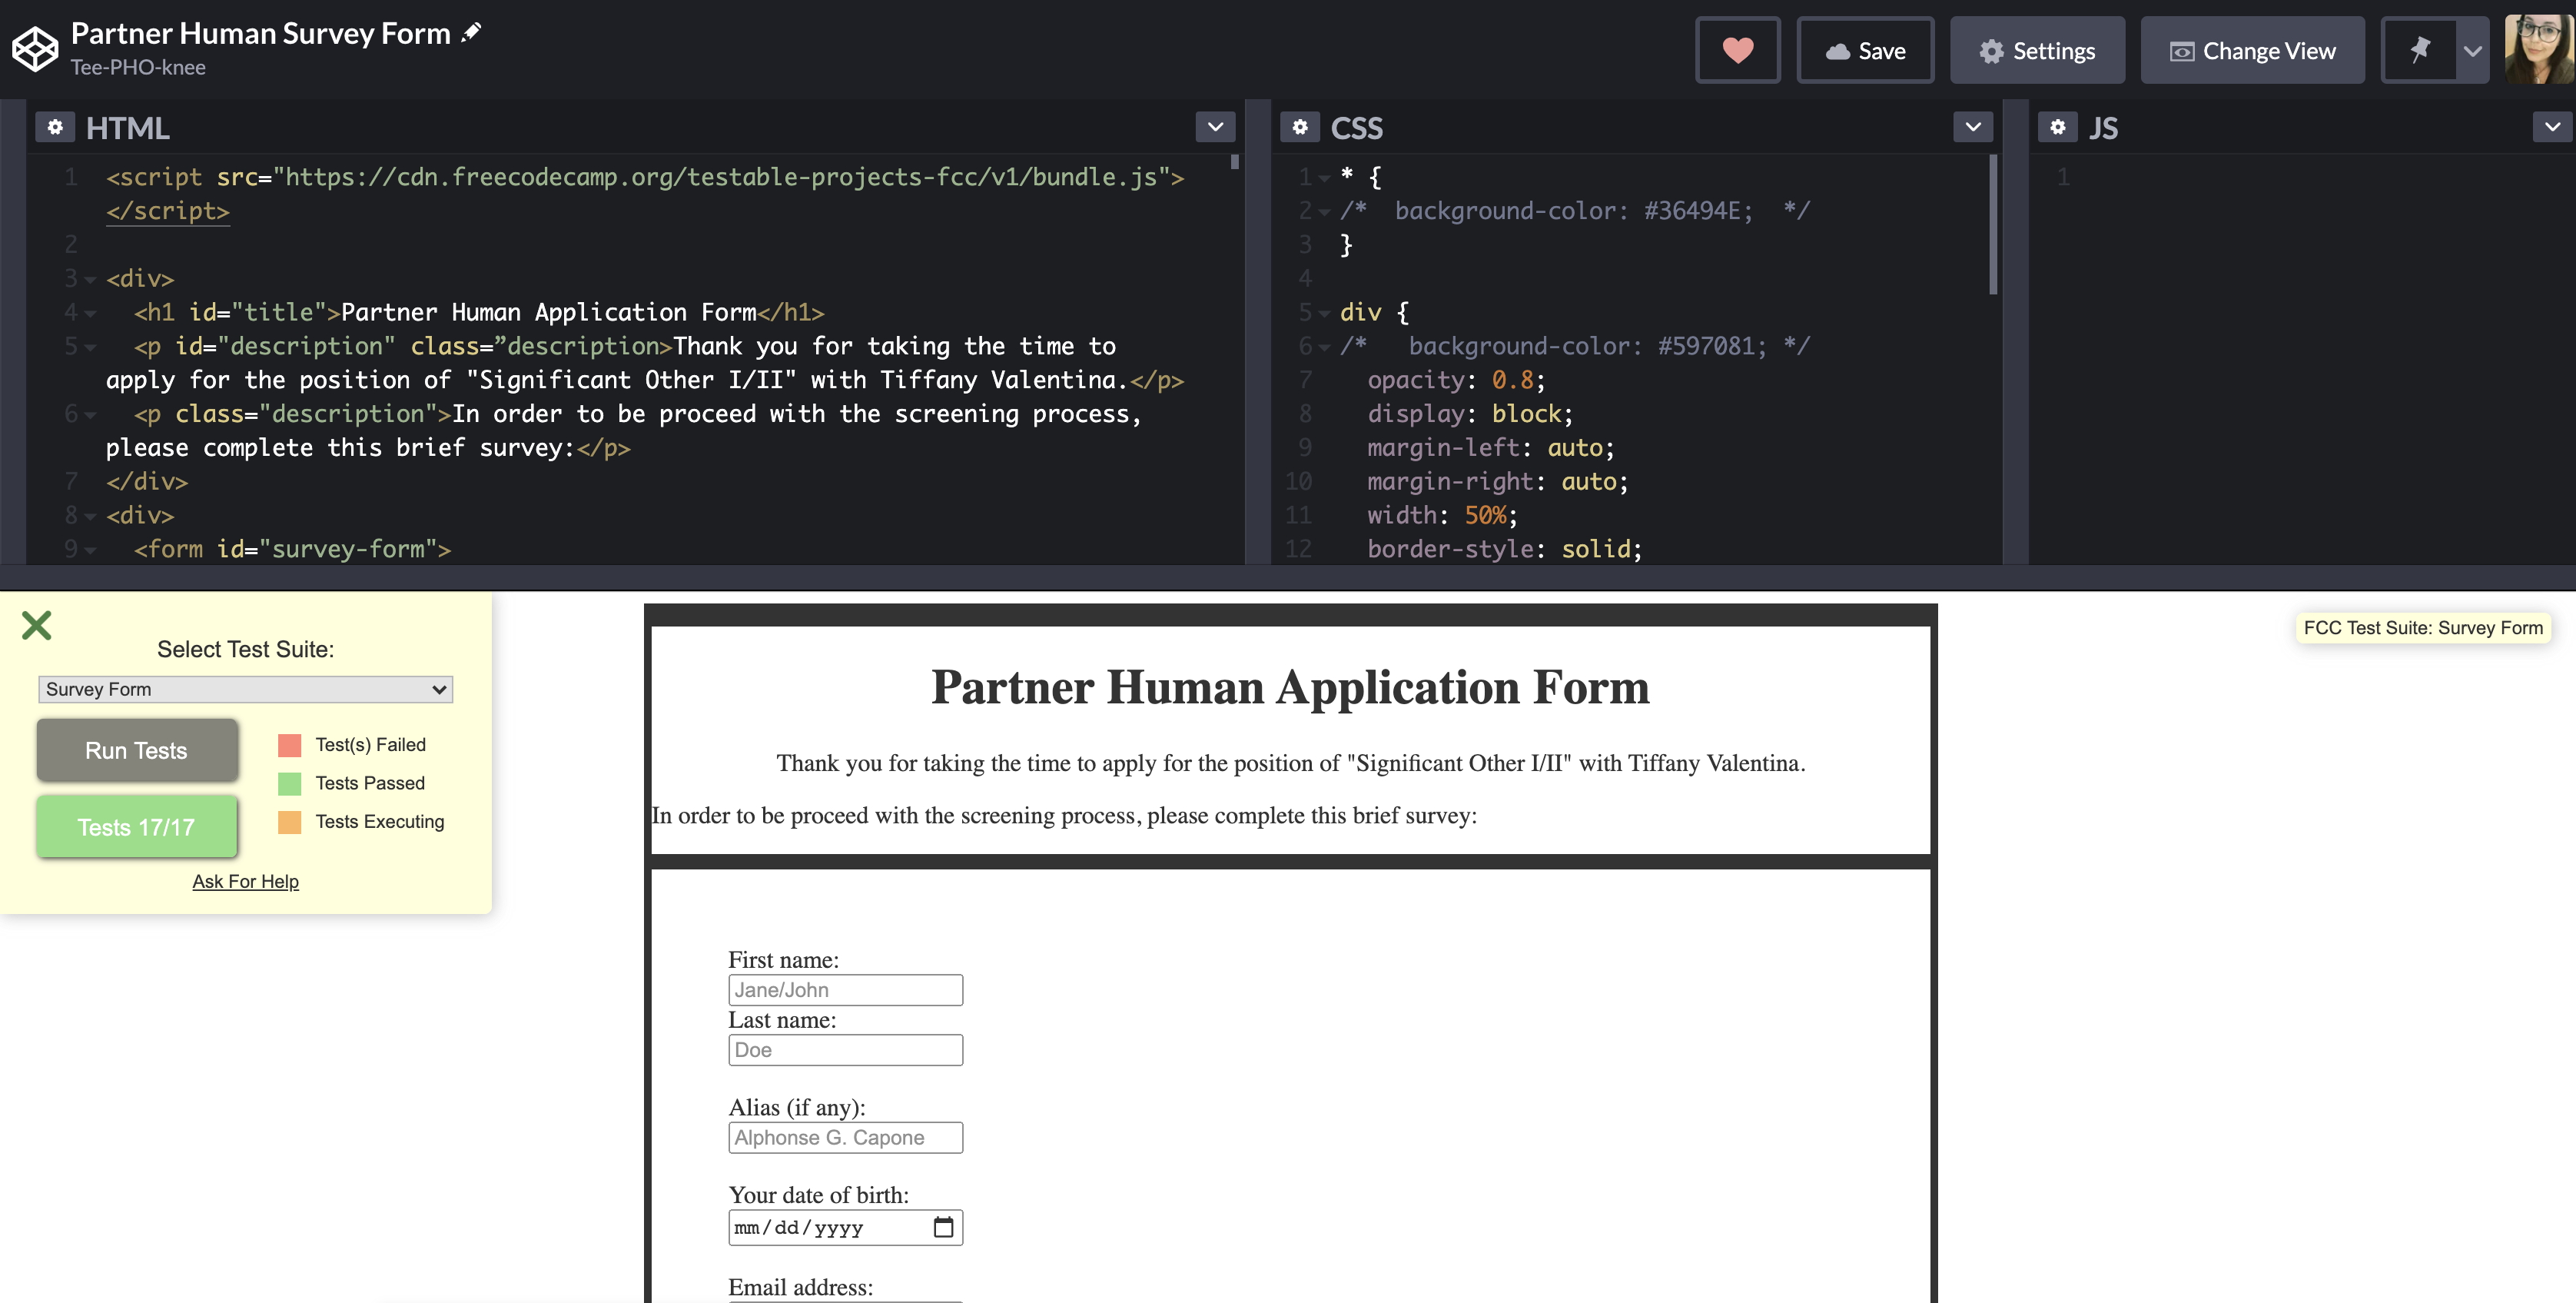 Partner Human Survey Form
Tee-PHO-knee
Save
Settings
Change View
HTML
1 <script src="https://cdn.freecodecamp.org/testable-projects-fcc/v1/bundle.js">
</script>
2
3 <div>
4 <h1 id="title">Partner Human Application Form</h1>
5 <p id="description" class=”description>Thank you for taking the time to
apply for the position of "Significant Other I/II" with Tiffany Valentina.</p>
6 <p class="description">In order to be proceed with the screening process,
please complete this brief survey:</p>
7 </div>
8 <div>
9 <form id="survey-form">
CSS
1 * {
2 /*  background-color: #36494E;  */
3 }
4
5 div {
6 /*   background-color: #597081; */
7 opacity: 0.8;
8 display: block;
9 margin-left: auto;
10 margin-right: auto;
11 width: 50%;
12 border-style: solid;
JS
1
Select Test Suite:
Survey Form
Run Tests
Tests 17/17
Test(s) Failed
Tests Passed
Tests Executing
Ask For Help
FCC Test Suite: Survey Form
Partner Human Application Form
Thank you for taking the time to apply for the position of "Significant Other I/II" with Tiffany Valentina.
In order to be proceed with the screening process, please complete this brief survey:
First name:
Jane/John
Last name:
Doe
Alias (if any):
Alphonse G. Capone
Your date of birth:
mm/dd/yyyy
Email address: